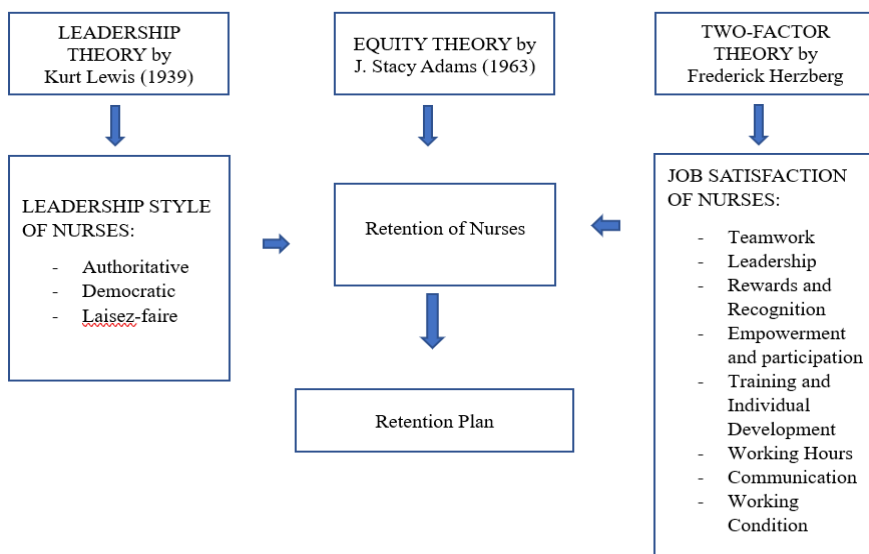 LEADERSHIP
THEORY by
Kurt Lewis (1939)
EQUITY THEORY by
J. Stacy Adams (1963)
TWO-FACTOR
THEORY by
Frederick Herzberg
LEADERSHIP STYLE
OF NURSES:
- Authoritative
- Democratic
- Laisez-faire
Retention of Nurses
Retention Plan
JOB SATISFACTION
OF NURSES:
- Teamwork
- Leadership
- Rewards and
Recognition
- Empowerment
and participation
- Training and
Individual
Development
- Working Hours
- Communication
- Working
Condition